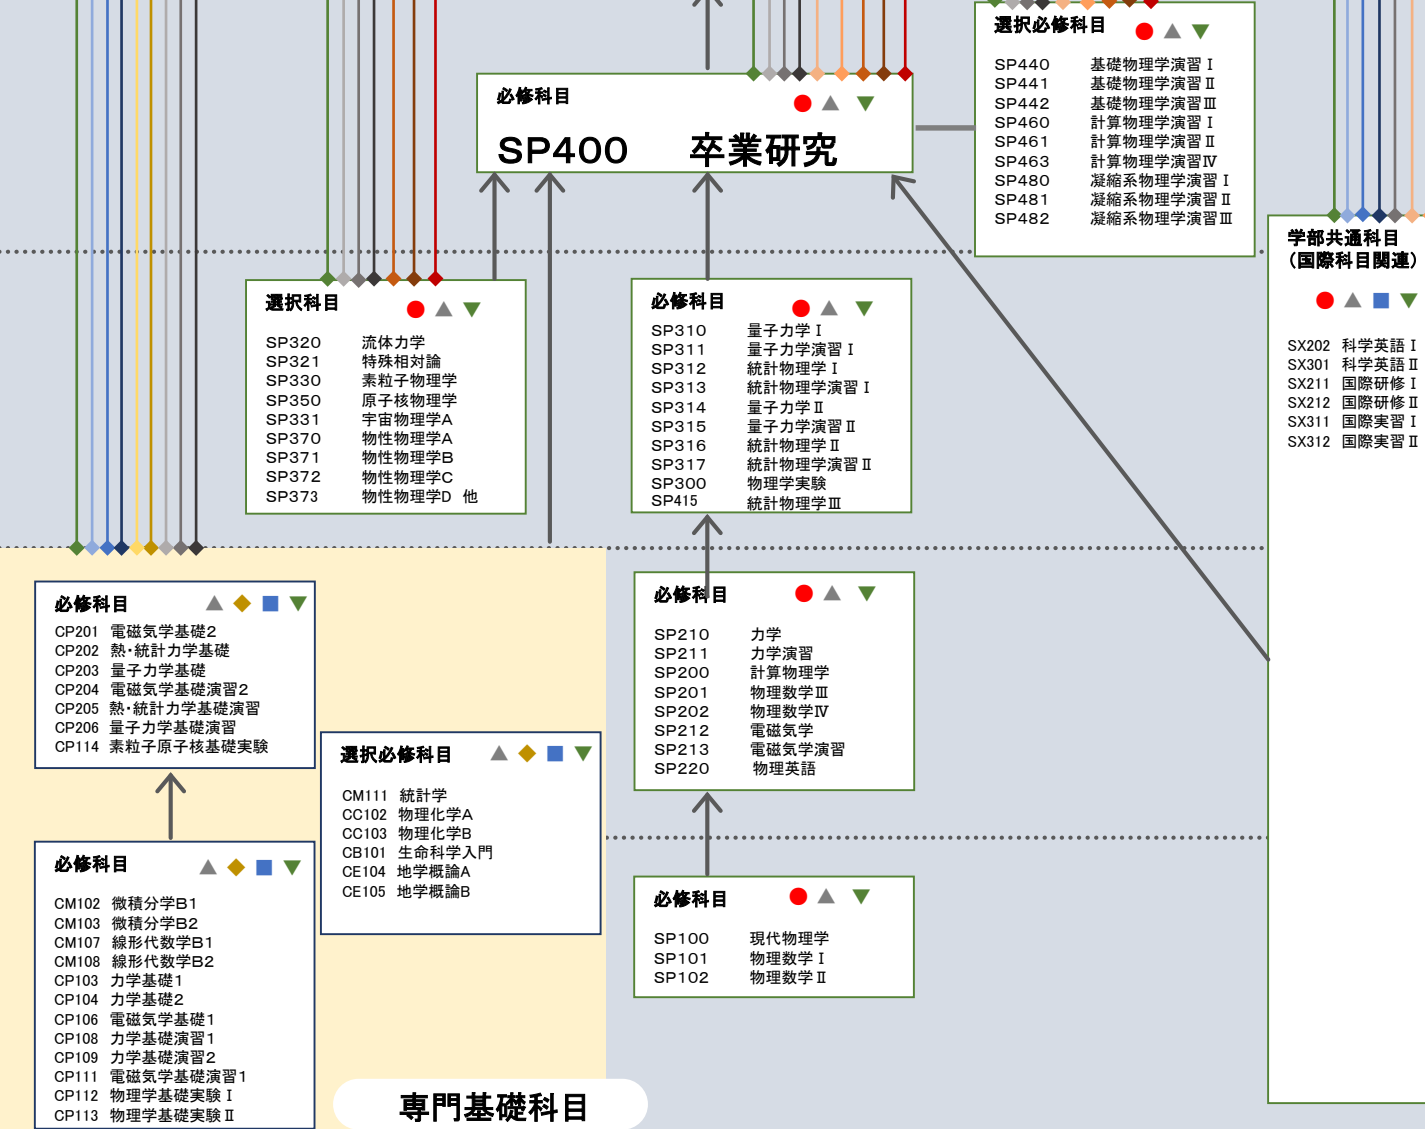 選択必修科目
SP440 基礎物理学演習Ⅰ
SP441 基礎物理学演習Ⅱ
SP442 基礎物理学演習Ⅲ
SP460 計算物理学演習Ⅰ
SP461 計算物理学演習Ⅱ
SP463 計算物理学演習Ⅳ
SP480 凝縮系物理学演習Ⅰ
SP481 凝縮系物理学演習Ⅱ
SP482 凝縮系物理学演習Ⅲ
必修科目
SP400 卒業研究
学部共通科目
（国際科目関連）
SX202 科学英語Ⅰ
SX301 科学英語Ⅱ
SX211 国際研修Ⅰ
SX212 国際研修Ⅱ
SX311 国際実習Ⅰ
SX312 国際実習Ⅱ
選択科目
SP320 流体力学
SP321 特殊相対論
SP330 素粒子物理学
SP350 原子核物理学
SP331 宇宙物理学A
SP370 物性物理学A
SP371 物性物理学B
SP372 物性物理学C
SP373 物性物理学D 他
必修科目
SP310 量子力学Ⅰ
SP311 量子力学演習Ⅰ
SP312 統計物理学Ⅰ
SP313 統計物理学演習Ⅰ
SP314 量子力学Ⅱ
SP315 量子力学演習Ⅱ
SP316 統計物理学Ⅱ
SP317 統計物理学演習Ⅱ
SP300 物理学実験
SP415 統計物理学Ⅲ
必修科目
CP201 電磁気学基礎2
CP202 熱・統計力学基礎
CP203 量子力学基礎
CP204 電磁気学基礎演習2
CP205 熱・統計力学基礎演習
CP206 量子力学基礎演習
CP114 素粒子原子核基礎実験
必修科目
SP210 力学
SP211 力学演習
SP200 計算物理学
SP201 物理数学Ⅲ
SP202 物理数学Ⅳ
SP212 電磁気学
SP213 電磁気学演習
SP220 物理英語
選択必修科目
CM111 統計学
CC102 物理化学A
CC103 物理化学B
CB101 生命科学入門
CE104 地学概論A
CE105 地学概論B
必修科目
CM102 微積分学B1
CM103 微積分学B2
CM107 線形代数学B1
CM108 線形代数学B2
CP103 力学基礎1
CP104 力学基礎2
CP106 電磁気学基礎1
CP108 力学基礎演習1
CP109 力学基礎演習2
CP111 電磁気学基礎演習1
CP112 物理学基礎実験Ⅰ
CP113 物理学基礎実験Ⅱ
必修科目
SP100 現代物理学
SP101 物理数学Ⅰ
SP102 物理数学Ⅱ
専門基礎科目